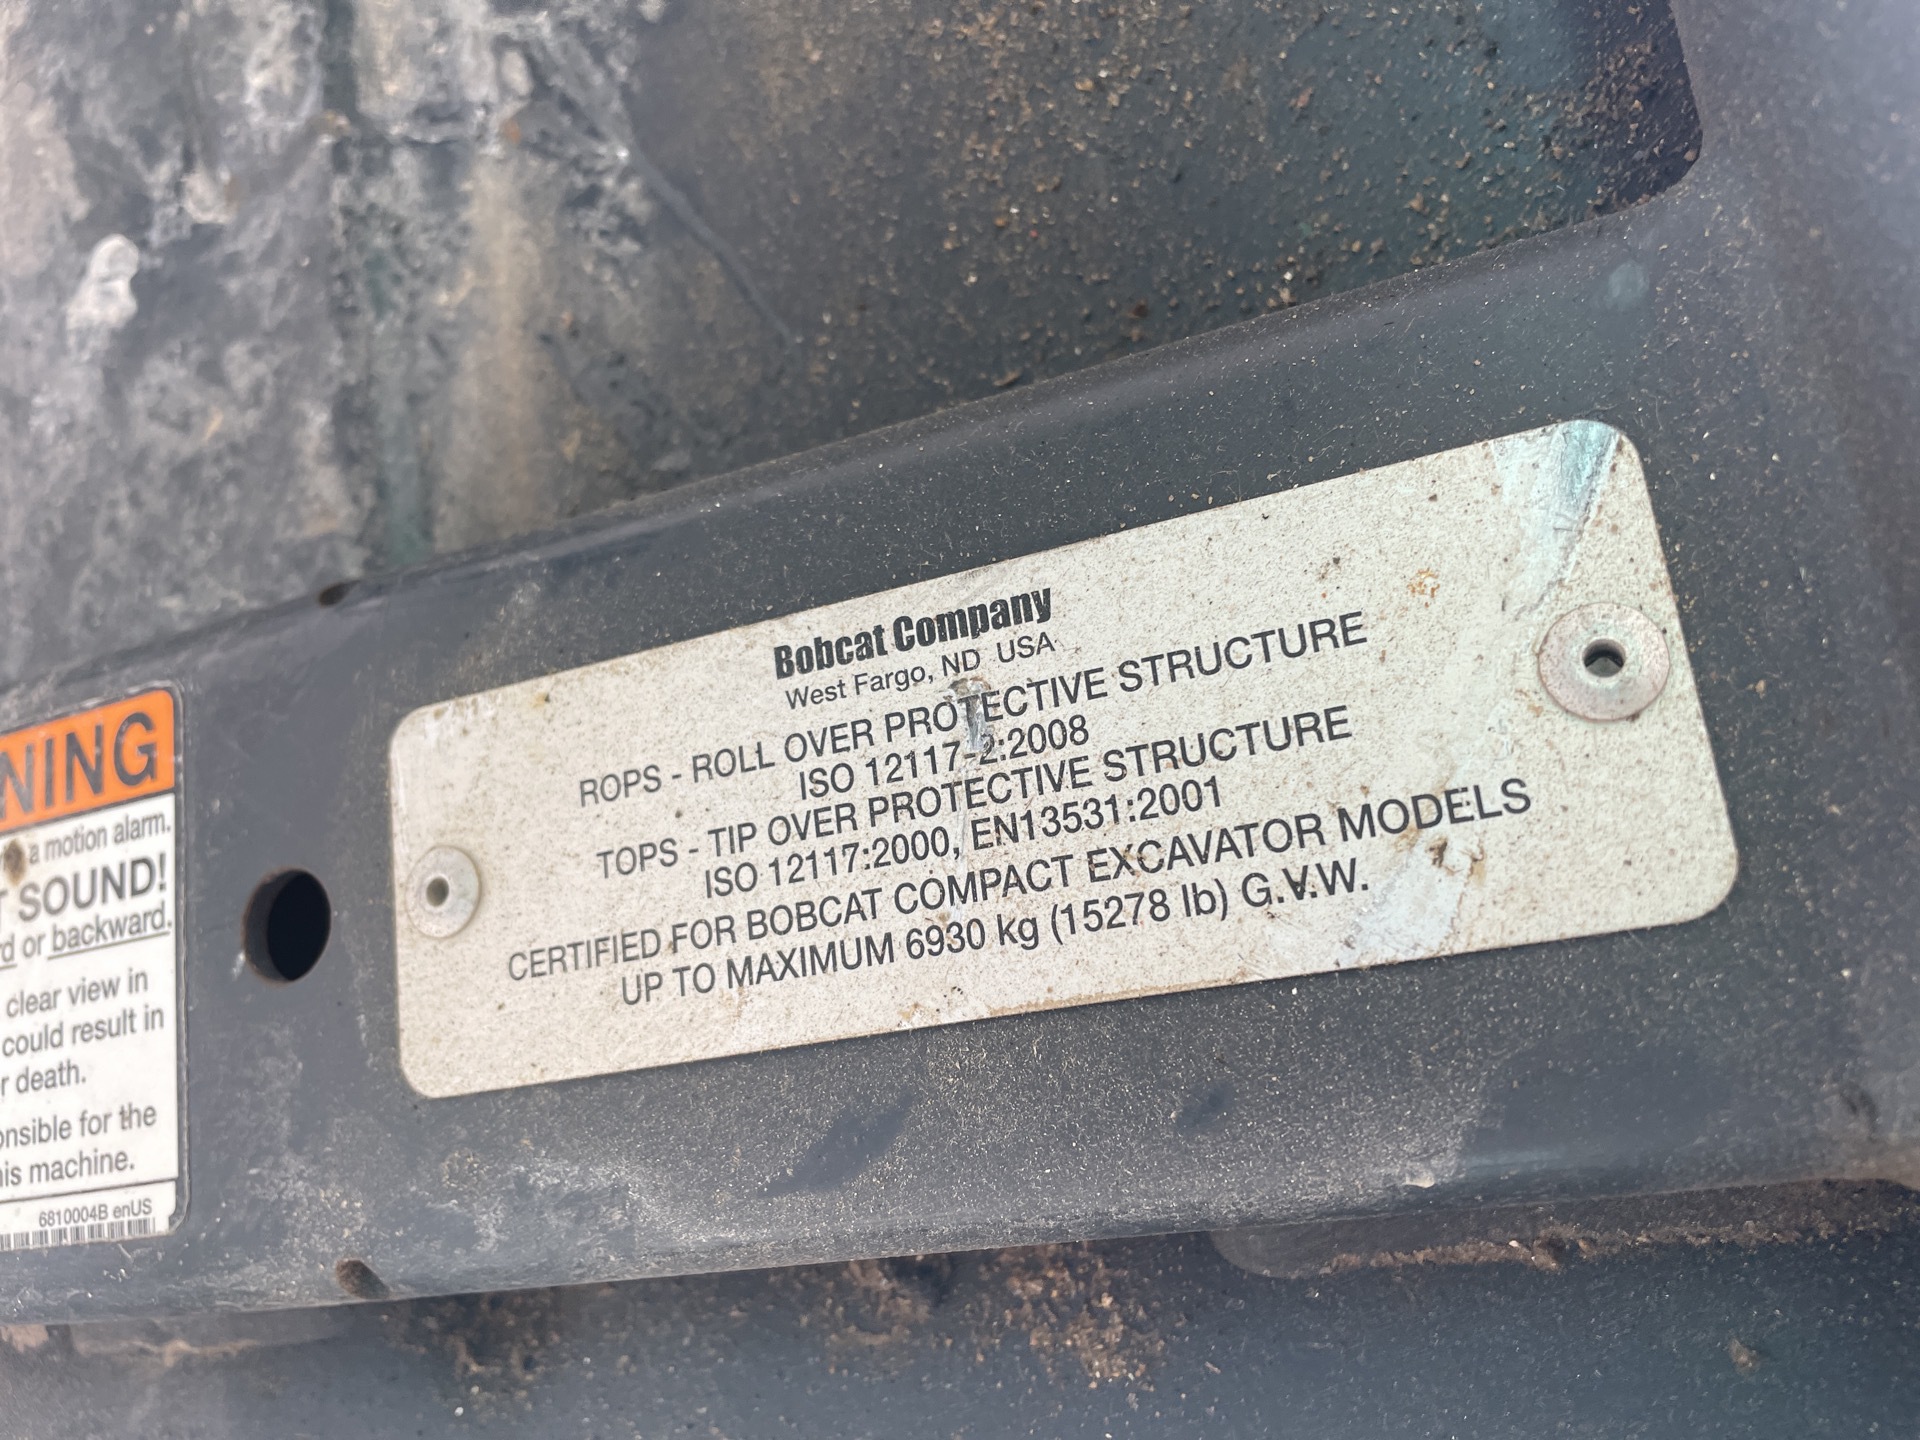 Bobcat Company
West Fargo, ND USA
ROPS - ROLL OVER PROTECTIVE STRUCTURE
ISO 12117-2:2008
TOPS - TIP OVER PROTECTIVE STRUCTURE
ISO 12117:2000, EN13531:2001
CERTIFIED FOR BOBCAT COMPACT EXCAVATOR MODELS
UP TO MAXIMUM 6930 kg (15278 lb) G.V.W.
NING
a motion alarm.
T SOUND!
rd or backward.
clear view in
could result in
r death.
onsible for the
his machine.
6810004B enUS